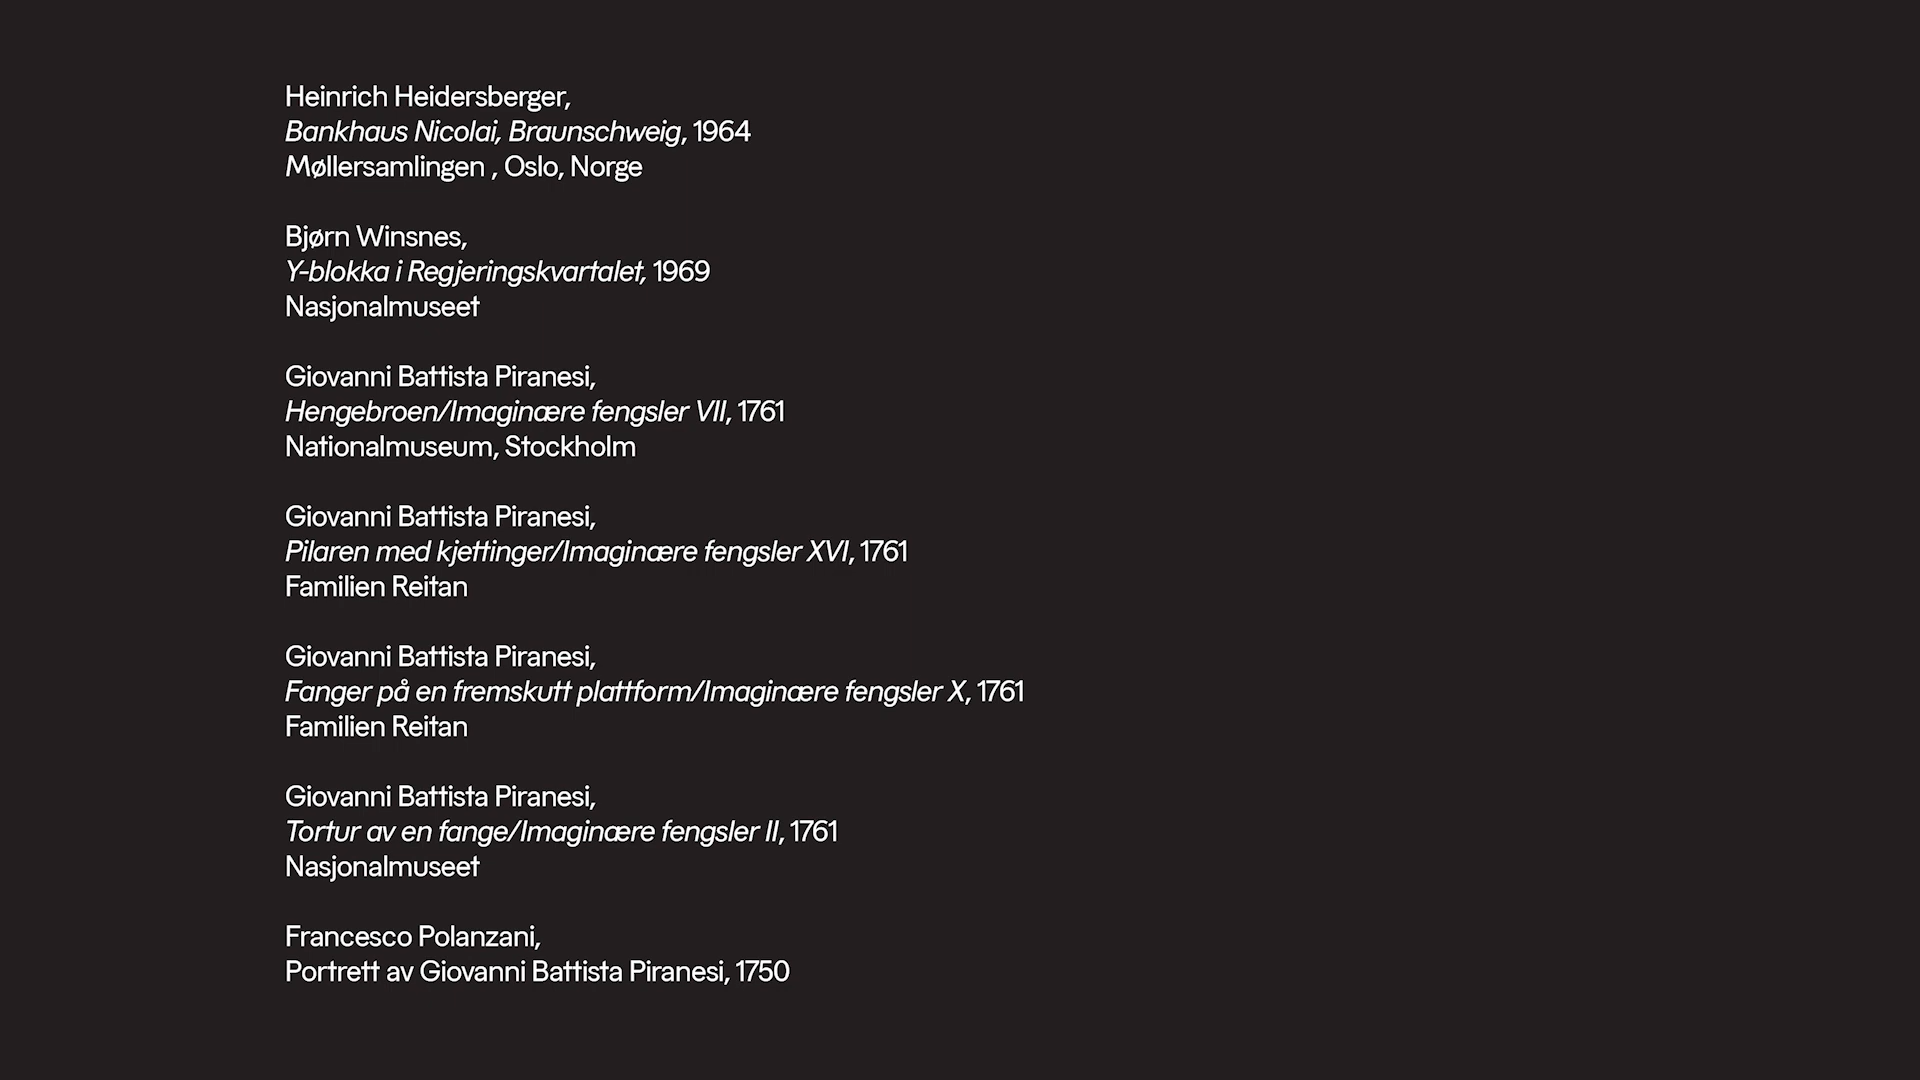 Heinrich Heidersberger,
Bankhaus Nicolai, Braunschweig, 1964
Møllersamlingen , Oslo, Norge
Bjørn Winsnes,
Y-blokka i Regjeringskvartalet, 1969
Nasjonalmuseet
Giovanni Battista Piranesi,
Hengebroen/Imaginære fengsler VII, 1761
Nationalmuseum, Stockholm
Giovanni Battista Piranesi,
Pilaren med kjettinger/Imaginære fengsler XVI, 1761
Familien Reitan
Giovanni Battista Piranesi,
Fanger på en fremskutt plattform/Imaginære fengsler X, 1761
Familien Reitan
Giovanni Battista Piranesi,
Tortur av en fange/Imaginære fengsler II, 1761
Nasjonalmuseet
Francesco Polanzani,
Portrett av Giovanni Battista Piranesi, 1750